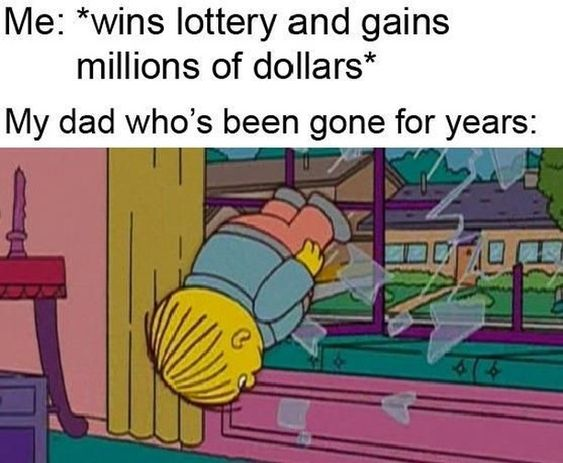 Me: *wins lottery and gains
millions of dollars*
My dad who's been gone for years: